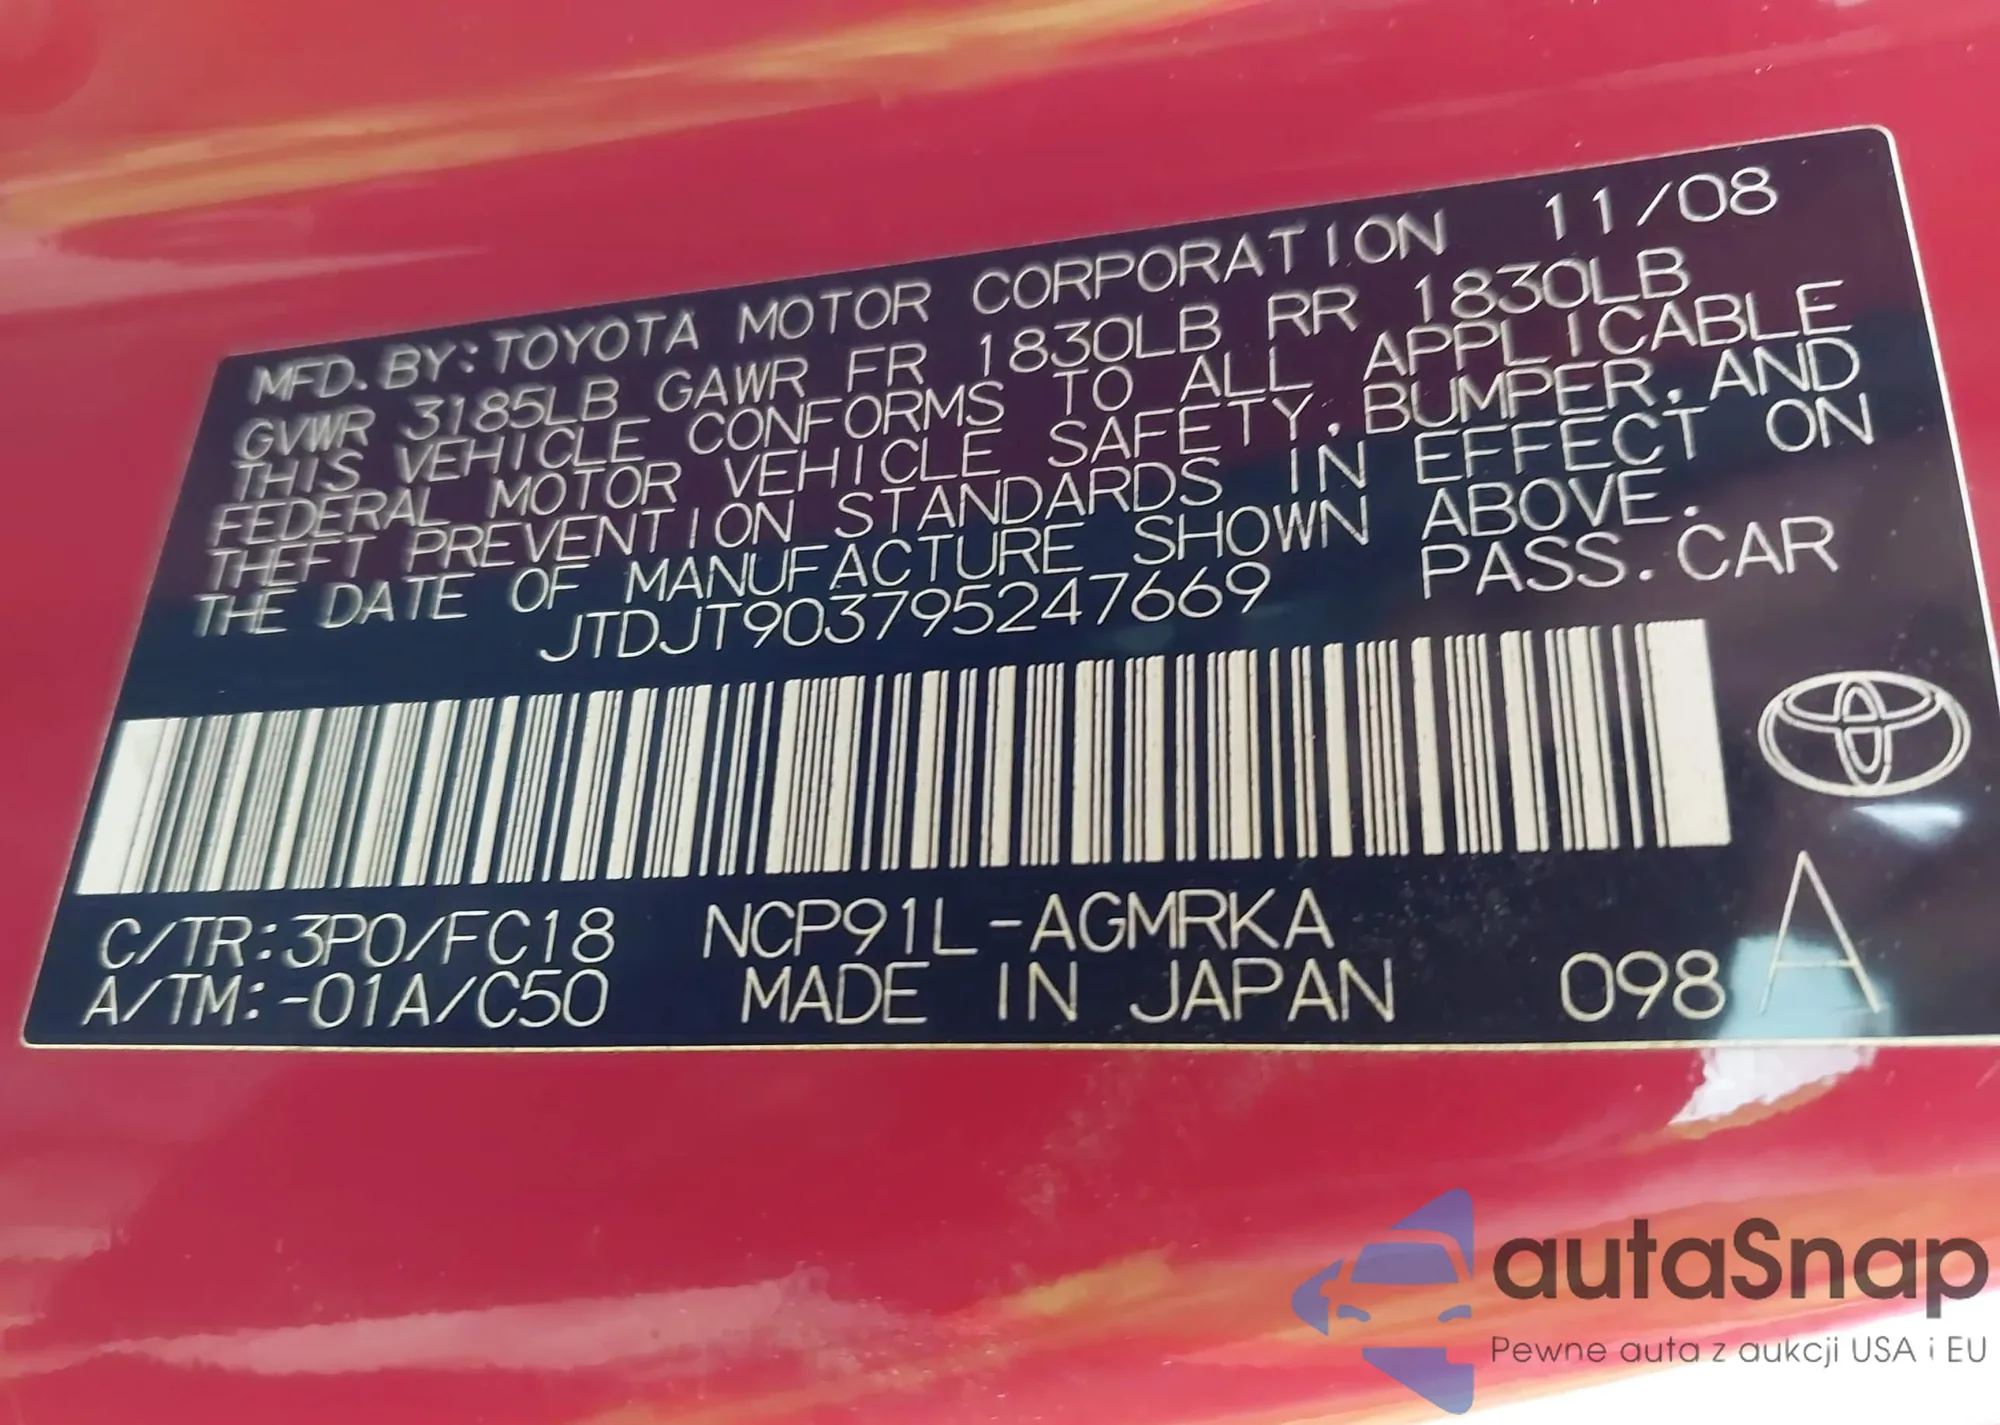 MFD. BY: TOYOTA MOTOR CORPORATION 11/08
GVWR 3185LB GAWR FR 1830LB RR 1830LB
THIS VEHICLE CONFORMS TO ALL APPLICABLE
FEDERAL MOTOR VEHICLE SAFETY, BUMPER, AND
THEFT PREVENTION STANDARDS IN EFFECT ON
THE DATE OF MANUFACTURE SHOWN ABOVE.
JTDJT903795247669 PASS. CAR
C/TR:3P0/FC18 NCP91L-AGMRKA
A/TM:-01A/C50 MADE IN JAPAN 098 A
autaSnap
Pewne auta z aukcji USA i EU